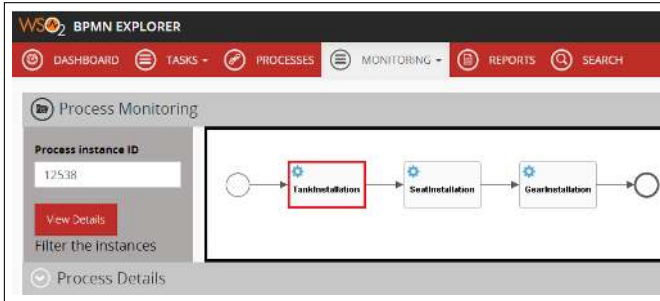 WSO2 BPMN EXPLORER
DASHBOARD TASKS PROCESSES MONITORING REPORTS SEARCH
Process Monitoring
Process instance ID
12538
TankInstallation SeatInstallation GearInstallation
View Details
Filter the instances
Process Details